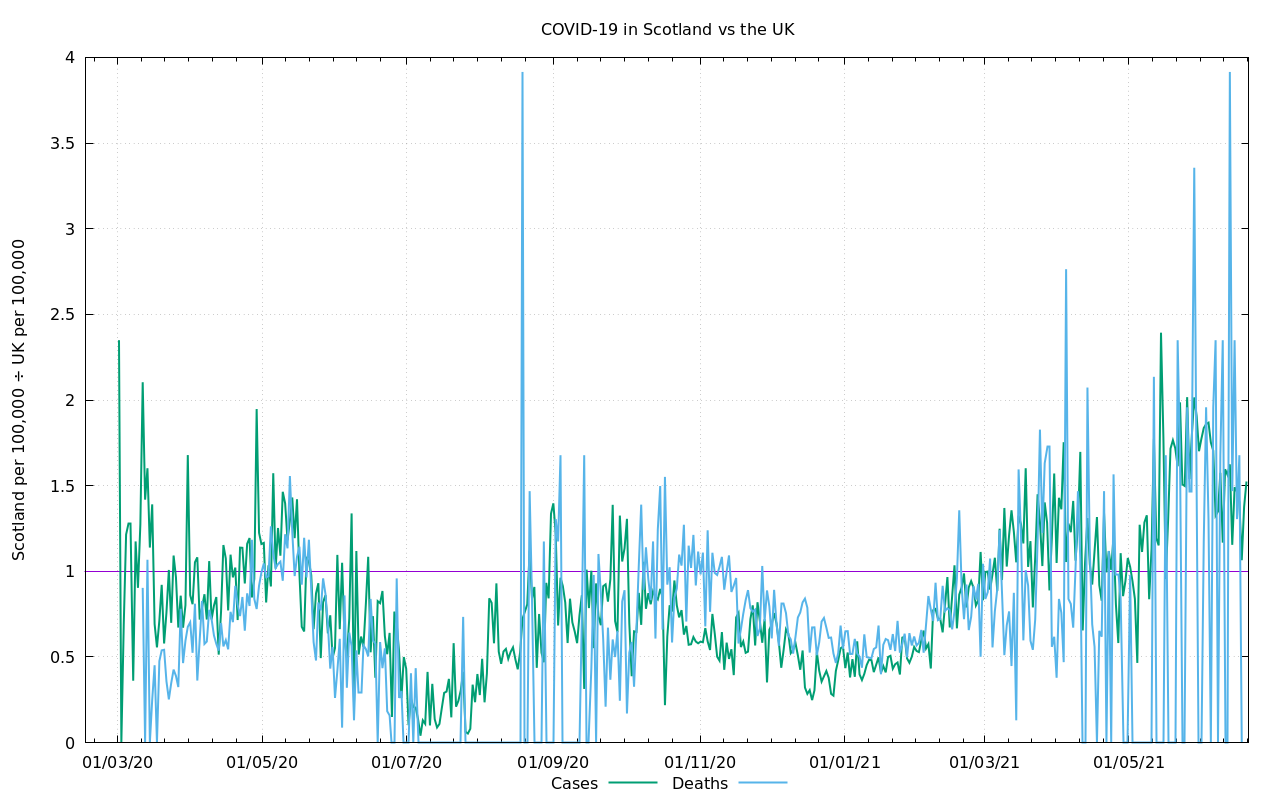 COVID-19 in Scotland vs the UK
Scotland per 100,000 ÷ UK per 100,000
4
3.5
3
2.5
2
1.5
1
0.5
0
01/03/20 01/05/20 01/07/20 01/09/20 01/11/20 01/01/21 01/03/21 01/05/21
Cases Deaths